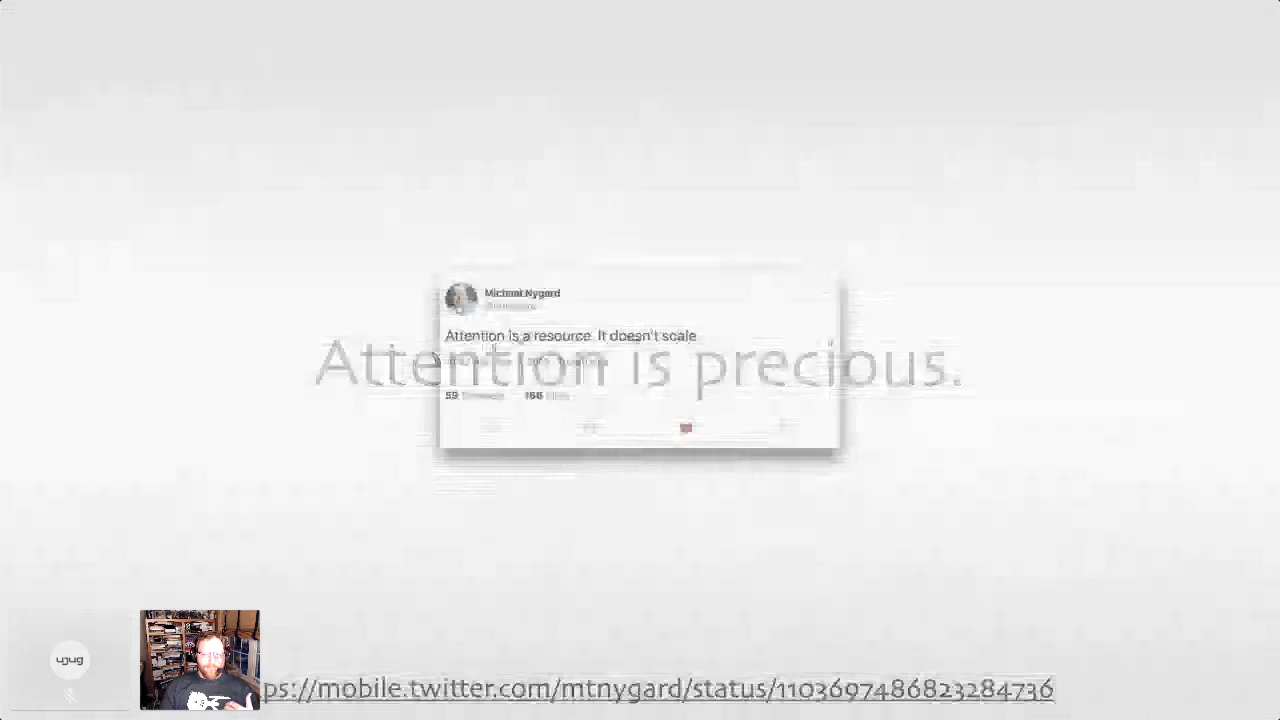 Michael Nygard
Attention is a resource. It doesn't scale
Attention is precious.
59
166
ujug
ps://mobile.twitter.com/mtnygard/status/1103697486823284736